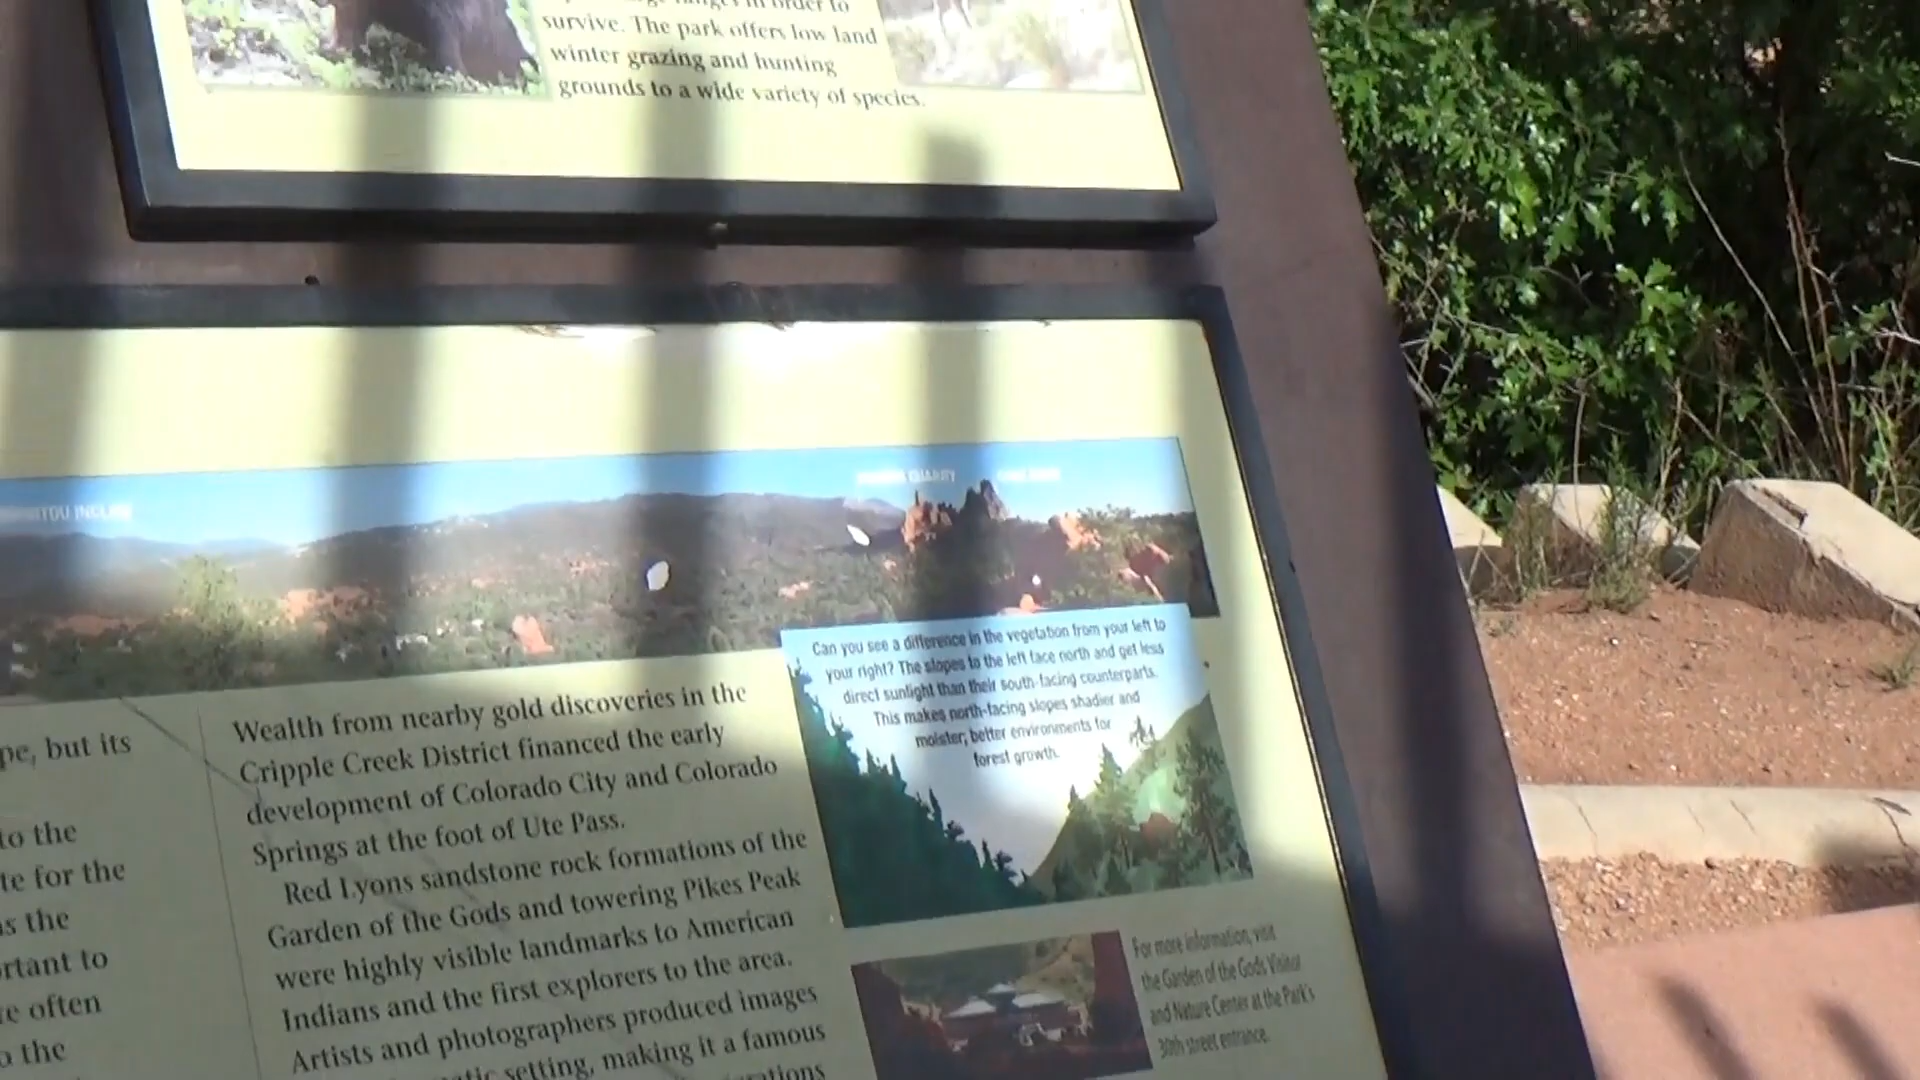 in order to
survive. The park offers low land
winter grazing and hunting
grounds to a wide variety of species.
INCLINE
QUARRY
pe, but its
to the
te for the
as the
rtant to
re often
o the
Wealth from nearby gold discoveries in the
Cripple Creek District financed the early
development of Colorado City and Colorado
Springs at the foot of Ute Pass.
Red Lyons sandstone rock formations of the
Garden of the Gods and towering Pikes Peak
were highly visible landmarks to American
Indians and the first explorers to the area.
Artists and photographers produced images
setting, making it a famous
Can you see a difference in the vegetation from your left to
your right? The slopes to the left face north and get less
direct sunlight than their south-facing counterparts.
This makes north-facing slopes shadier and
moister; better environments for
forest growth.
For more information, visit
the Garden of the Gods Visitor
and Nature Center at the Park's
30th street entrance.